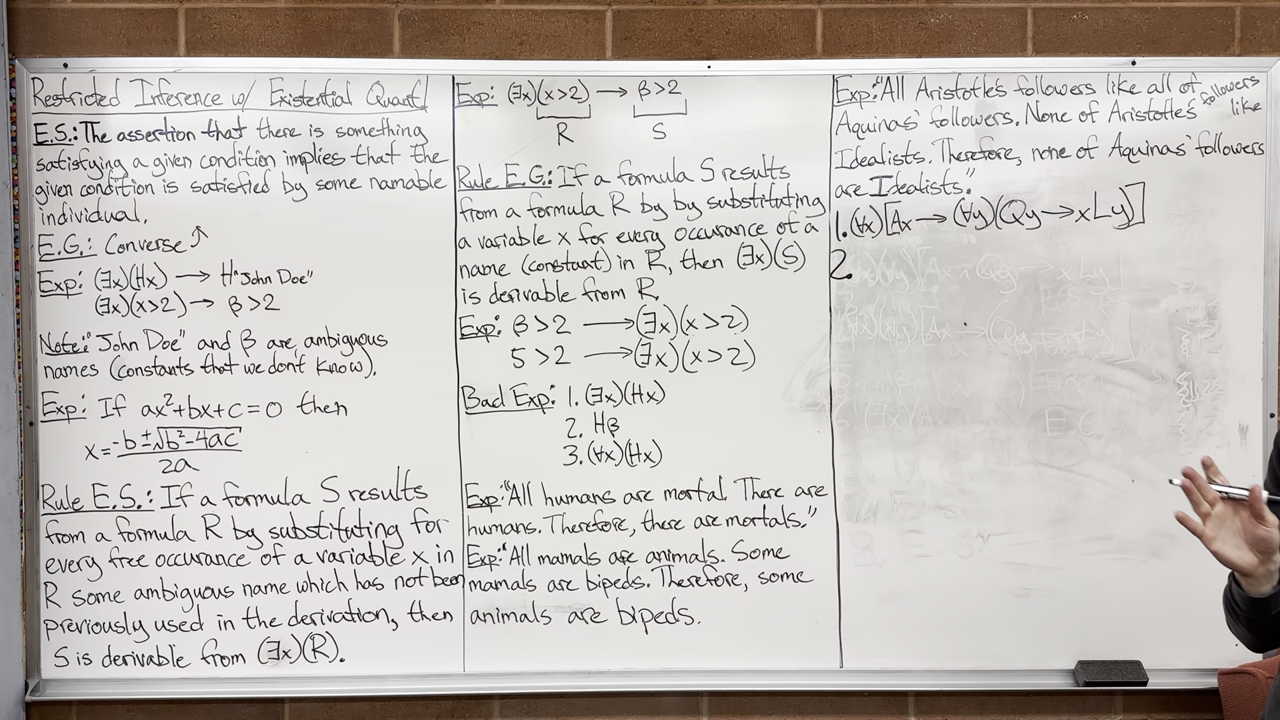 Restricted Inference w/ Existential Quant.
E.S.: The assertion that there is something
satisfying a given condition implies that the
given condition is satisfied by some namable
individual.
E.G.: Converse ↑
Exp: (∃x)(Hx) → H"John Doe"
(∃x)(x>2) → β>2
Note: "John Doe" and β are ambiguous
names (constants that we don't know).
Exp: If ax²+bx+c=0 then
x = -b ± √b²-4ac / 2a
Rule E.S.: If a formula S results
from a formula R by substituting for
every free occurance of a variable x in
R some ambiguous name which has not been
previously used in the derivation, then
S is derivable from (∃x)(R).
Exp: (∃x)(x>2) → β>2
R S
Rule E.G.: If a formula S results
from a formula R by by substituting
a variable x for every occurance of a
name (constant) in R, then (∃x)(S)
is derivable from R
Exp: β>2 → (∃x)(x>2)
5>2 → (∃x)(x>2)
Bad Exp: 1. (∃x)(Hx)
2. Hβ
3. (∀x)(Hx)
Exp: "All humans are mortal. There are
humans. Therefore, there are mortals."
Exp: "All mamals are animals. Some
mamals are bipeds. Therefore, some
animals are bipeds.
Exp: "All Aristotle's followers like all of
Aquinas' followers. None of Aristotle's followers like
Idealists. Therefore, none of Aquinas' followers
are Idealists."
1. (∀x)[Ax → (∀y)(Qy → xLy)]
2.